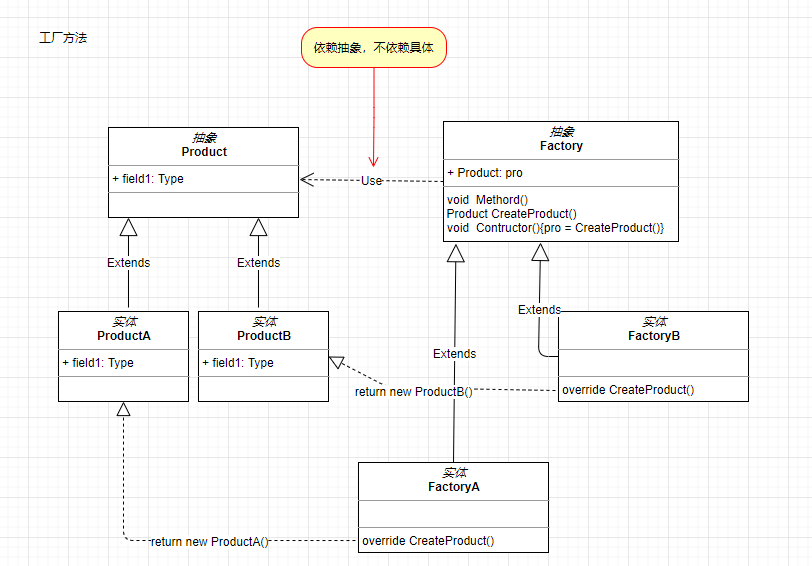 工厂方法
依赖抽象，不依赖具体
抽象
Product
+ field1: Type
Use
抽象
Factory
+ Product: pro
void  Methord()
Product CreateProduct()
void  Contructor(){pro = CreateProduct()}
Extends
Extends
Extends
Extends
实体
ProductA
+ field1: Type
实体
ProductB
+ field1: Type
实体
FactoryB
override CreateProduct()
return new ProductB()
实体
FactoryA
override CreateProduct()
return new ProductA()